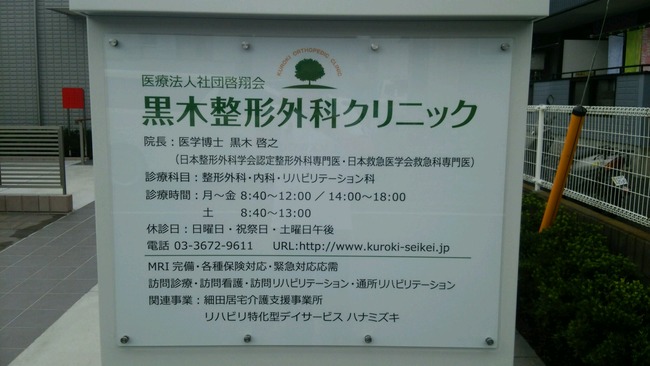 KUROKI ORTHOPEDIC CLINIC
医療法人社団啓翔会
黒木整形外科クリニック
院長：医学博士 黒木 啓之
（日本整形外科学会認定整形外科専門医・日本救急医学会救急科専門医）
診療科目：整形外科・内科・リハビリテーション科
診療時間：月～金 8:40～12:00 ／ 14:00～18:00
土 8:40～13:00
休診日：日曜日・祝祭日・土曜日午後
電話 03-3672-9611 URL:http://www.kuroki-seikei.jp
MRI 完備・各種保険対応・緊急対応応需
訪問診療・訪問看護・訪問リハビリテーション・通所リハビリテーション
関連事業：細田居宅介護支援事業所
リハビリ特化型デイサービス ハナミズキ